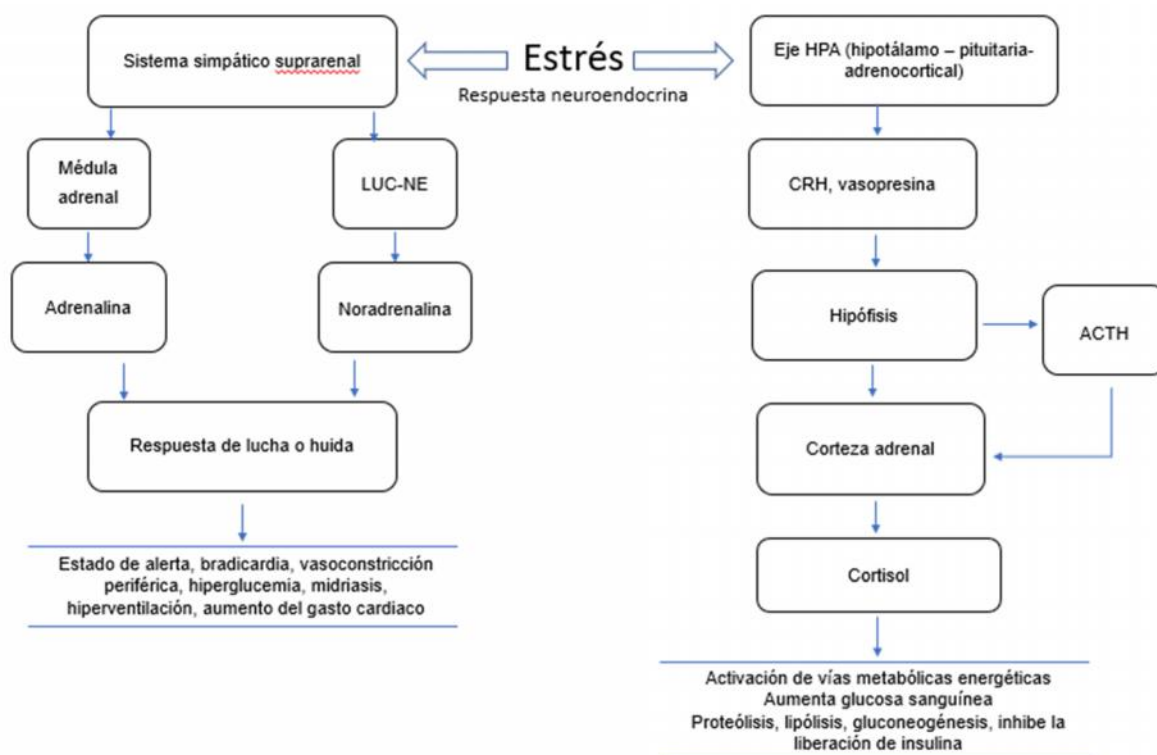 Estrés
Respuesta neuroendocrina
Sistema simpático suprarenal
Médula
adrenal
LUC-NE
Adrenalina
Noradrenalina
Respuesta de lucha o huida
Estado de alerta, bradicardia, vasoconstricción
periférica, hiperglucemia, midriasis,
hiperventilación, aumento del gasto cardiaco
Eje HPA (hipotálamo – pituitaria-
adrenocortical)
CRH, vasopresina
Hipófisis
ACTH
Corteza adrenal
Cortisol
Activación de vías metabólicas energéticas
Aumenta glucosa sanguínea
Proteólisis, lipólisis, gluconeogénesis, inhibe la
liberación de insulina